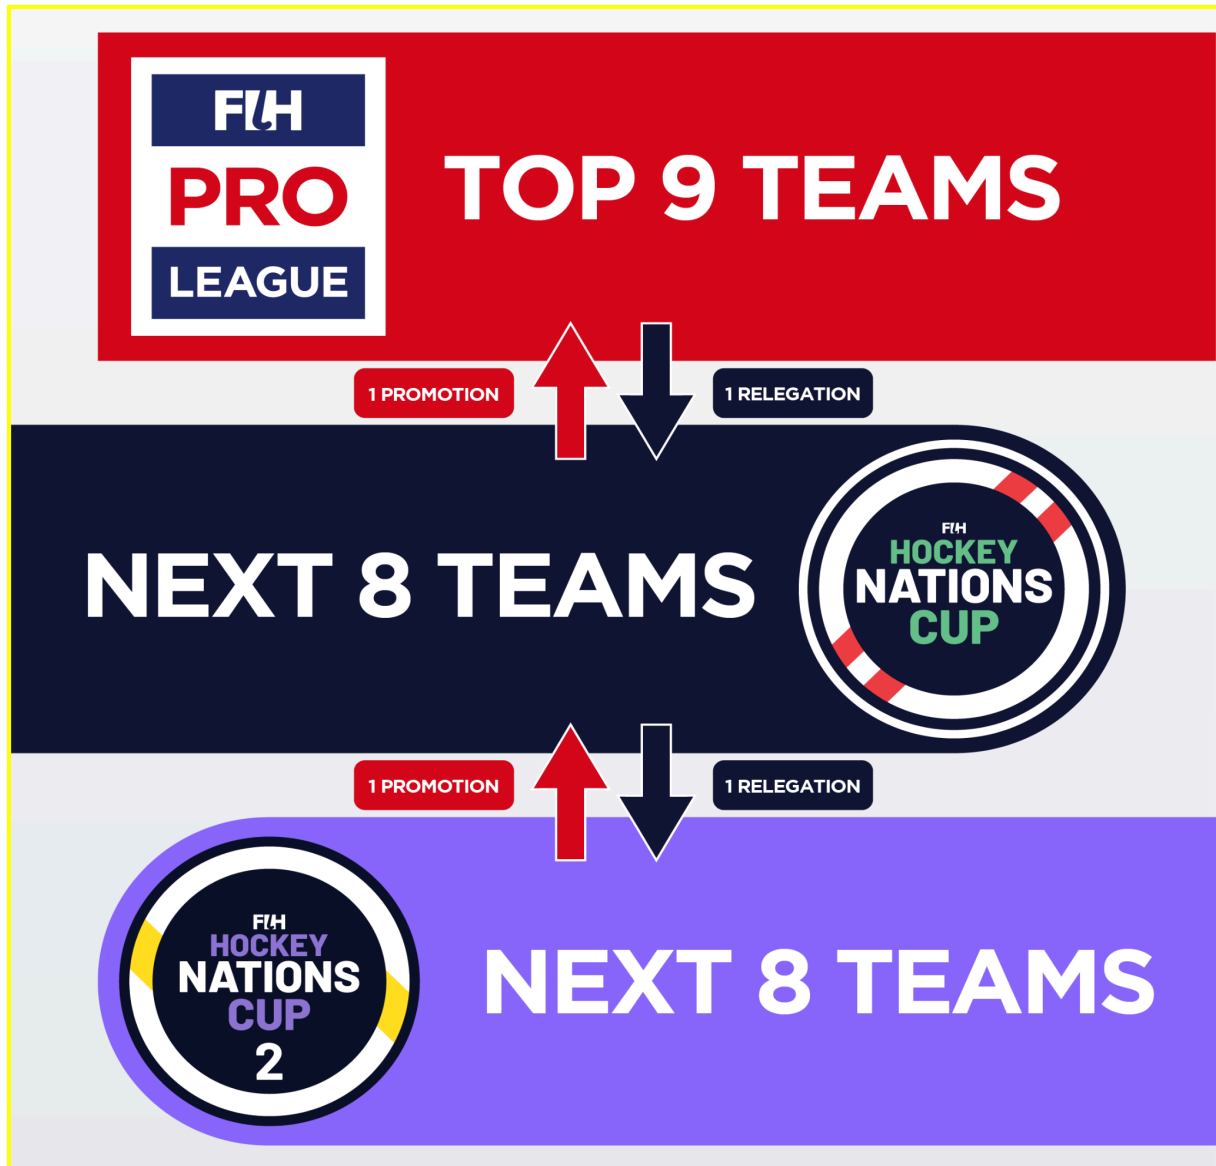 FIH
PRO
LEAGUE
TOP 9 TEAMS
1 PROMOTION
1 RELEGATION
NEXT 8 TEAMS
FIH
HOCKEY
NATIONS
CUP
1 PROMOTION
1 RELEGATION
FIH
HOCKEY
NATIONS
CUP
2
NEXT 8 TEAMS